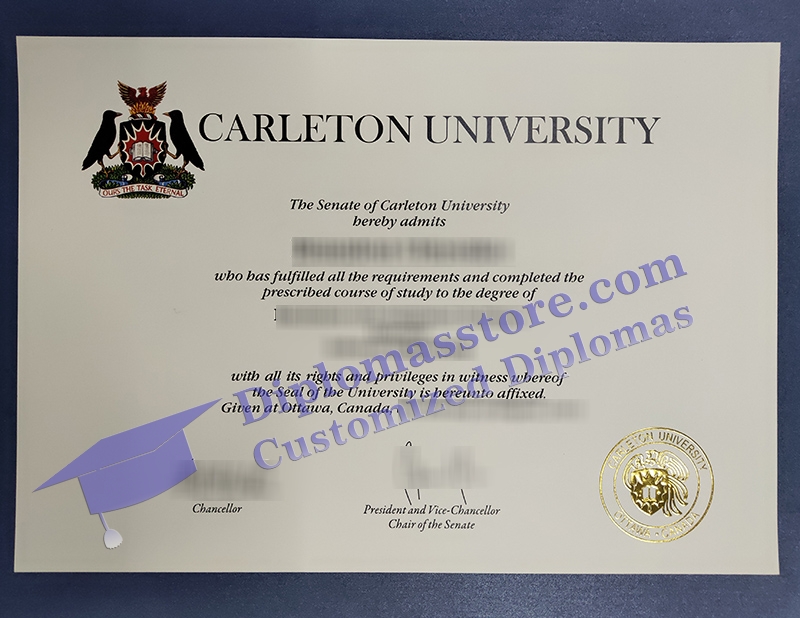 CARLETON UNIVERSITY
OURS THE TASK ETERNAL
The Senate of Carleton University
hereby admits
who has fulfilled all the requirements and completed the
prescribed course of study to the degree of
with all its rights and privileges in witness whereof
the Seal of the University is hereunto affixed.
Given at Ottawa, Canada,
Diplomasstore.com
Customized Diplomas
Chancellor
President and Vice-Chancellor
Chair of the Senate
CARLETON UNIVERSITY
OTTAWA • CANADA